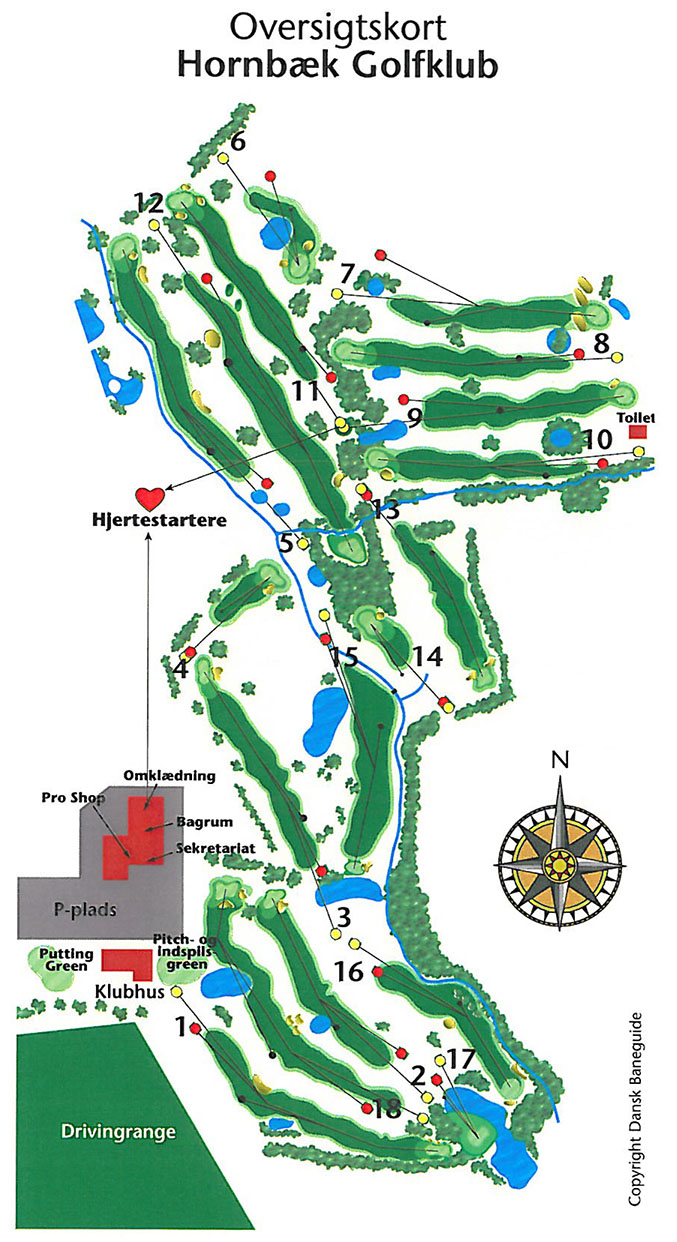 Oversigtskort
Hornbæk Golfklub
6
12
7
8
11
9
Toilet
10
13
Hjertestartere
5
4
15
14
N
Omklædning
Pro Shop
Bagrum
Sekretariat
P-plads
3
Putting
Green
Pitch- og
indspils-
green
Klubhus
16
1
17
2
18
Drivingrange
Copyright Dansk Baneguide